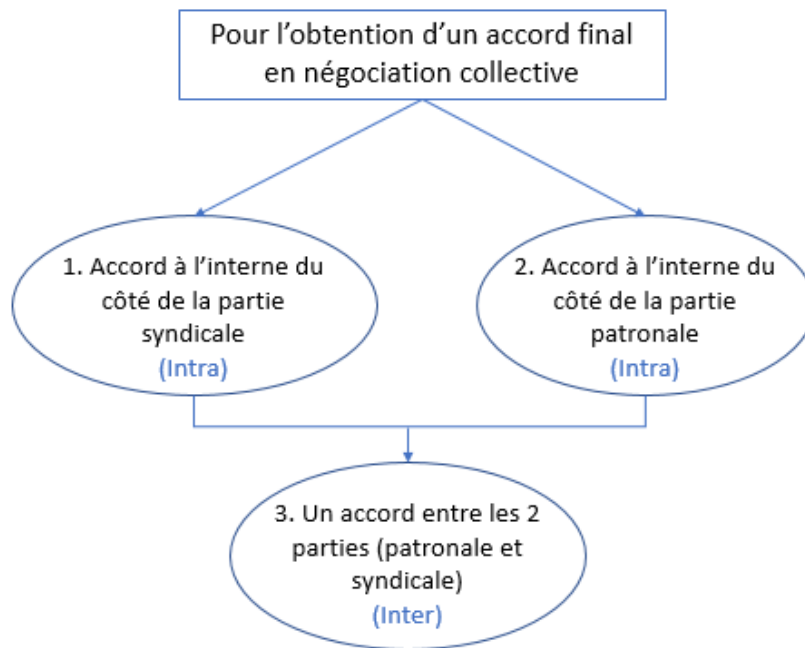 Pour l’obtention d’un accord final
en négociation collective
1. Accord à l’interne du
côté de la partie
syndicale
(Intra)
2. Accord à l’interne du
côté de la partie
patronale
(Intra)
3. Un accord entre les 2
parties (patronale et
syndicale)
(Inter)